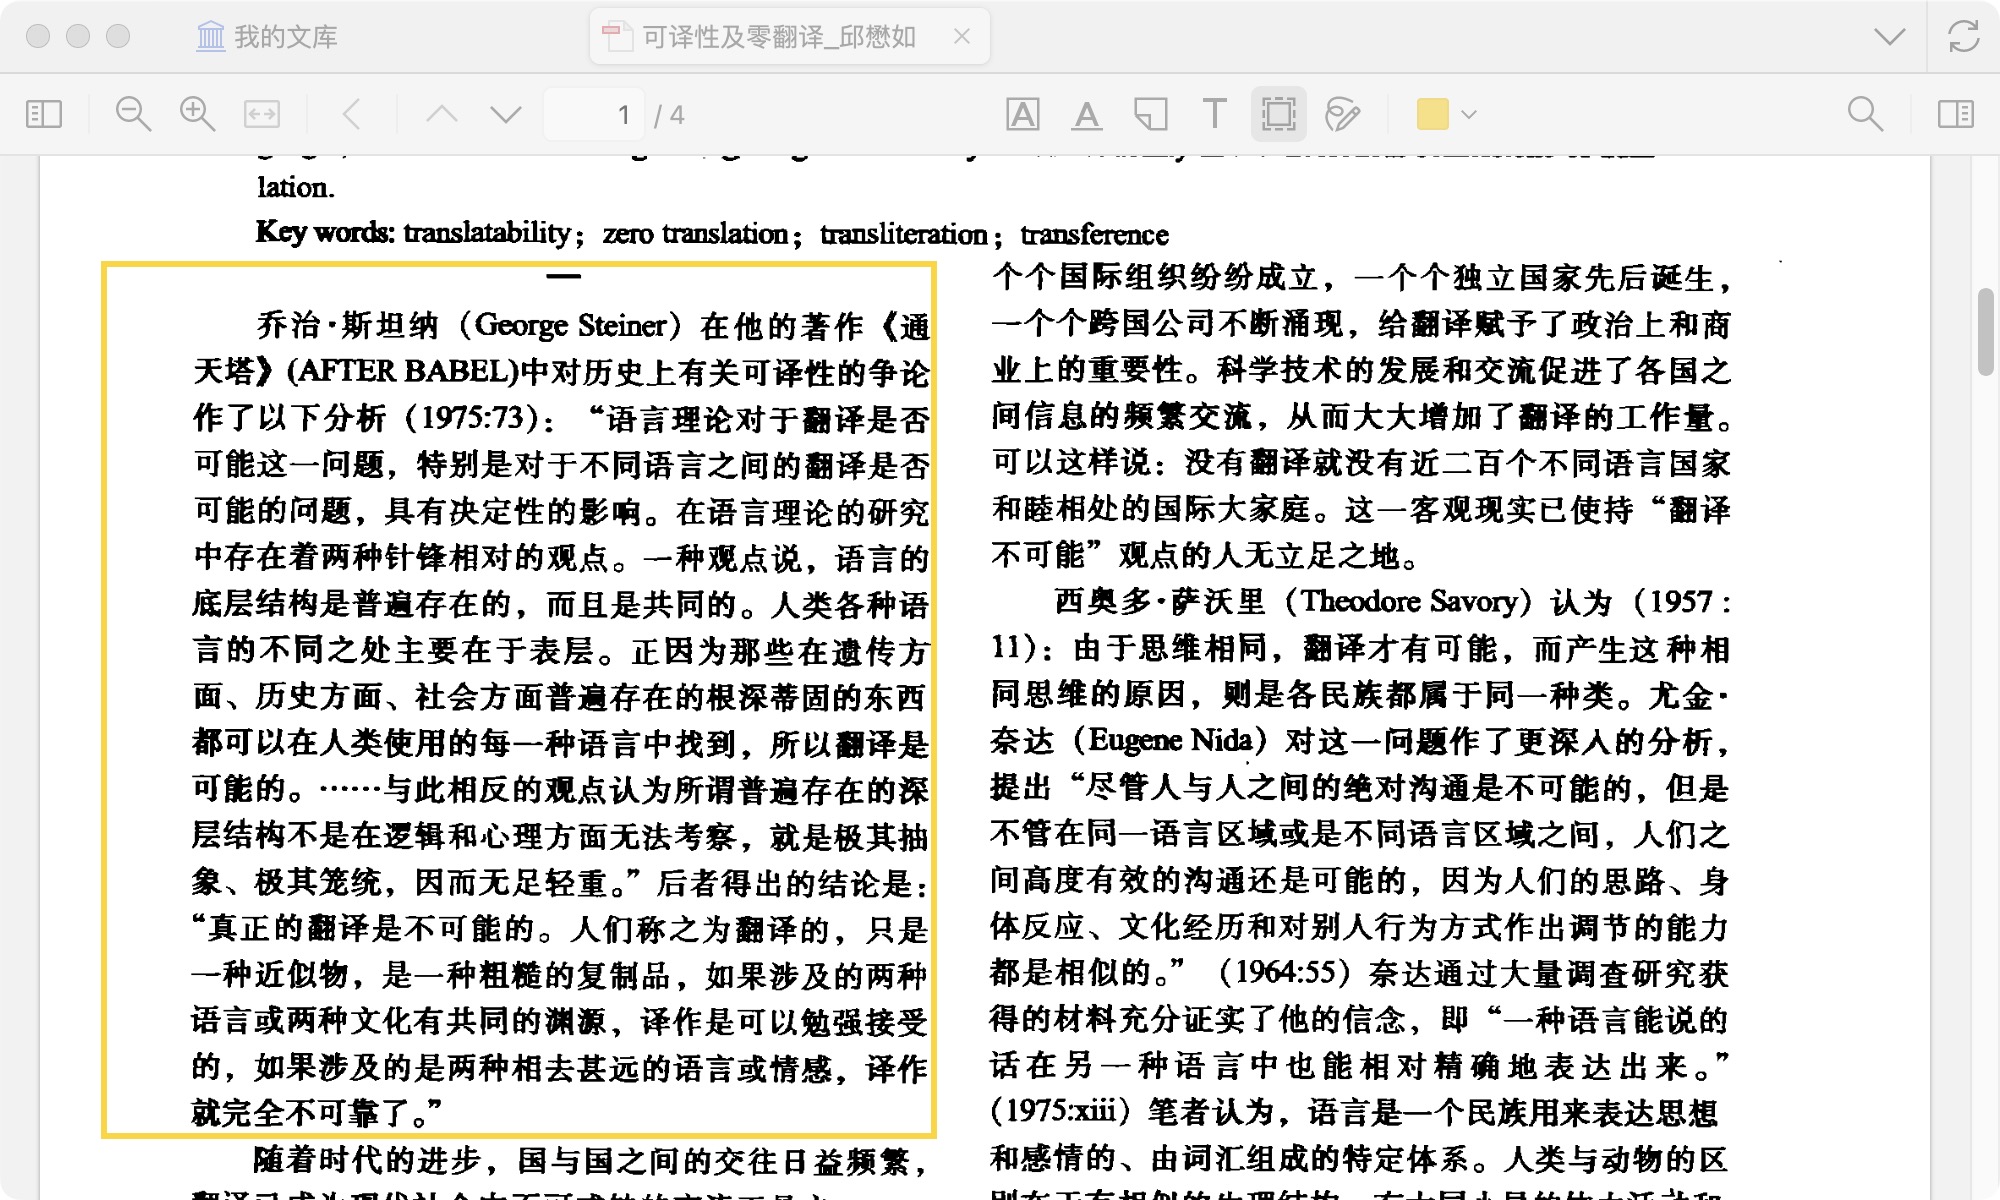 我的文库
可译性及零翻译_邱懋如
1 / 4
lation.
Key words: translatability; zero translation; transliteration; transference
一
乔治·斯坦纳（George Steiner）在他的著作《通
天塔》(AFTER BABEL)中对历史上有关可译性的争论
作了以下分析（1975:73）：“语言理论对于翻译是否
可能这一问题，特别是对于不同语言之间的翻译是否
可能的问题，具有决定性的影响。在语言理论的研究
中存在着两种针锋相对的观点。一种观点说，语言的
底层结构是普遍存在的，而且是共同的。人类各种语
言的不同之处主要在于表层。正因为那些在遗传方
面、历史方面、社会方面普遍存在的根深蒂固的东西
都可以在人类使用的每一种语言中找到，所以翻译是
可能的。……与此相反的观点认为所谓普遍存在的深
层结构不是在逻辑和心理方面无法考察，就是极其抽
象、极其笼统，因而无足轻重。”后者得出的结论是：
“真正的翻译是不可能的。人们称之为翻译的，只是
一种近似物，是一种粗糙的复制品，如果涉及的两种
语言或两种文化有共同的渊源，译作是可以勉强接受
的，如果涉及的是两种相去甚远的语言或情感，译作
就完全不可靠了。”
随着时代的进步，国与国之间的交往日益频繁，
个个国际组织纷纷成立，一个个独立国家先后诞生，
一个个跨国公司不断涌现，给翻译赋予了政治上和商
业上的重要性。科学技术的发展和交流促进了各国之
间信息的频繁交流，从而大大增加了翻译的工作量。
可以这样说：没有翻译就没有近二百个不同语言国家
和睦相处的国际大家庭。这一客观现实已使持“翻译
不可能”观点的人无立足之地。
西奥多·萨沃里（Theodore Savory）认为（1957：
11)：由于思维相同，翻译才有可能，而产生这种相
同思维的原因，则是各民族都属于同一种类。尤金·
奈达（Eugene Nida）对这一问题作了更深入的分析，
提出“尽管人与人之间的绝对沟通是不可能的，但是
不管在同一语言区域或是不同语言区域之间，人们之
间高度有效的沟通还是可能的，因为人们的思路、身
体反应、文化经历和对别人行为方式作出调节的能力
都是相似的。”（1964:55）奈达通过大量调查研究获
得的材料充分证实了他的信念，即“一种语言能说的
话在另一种语言中也能相对精确地表达出来。”
（1975:xiii）笔者认为，语言是一个民族用来表达思想
和感情的、由词汇组成的特定体系。人类与动物的区